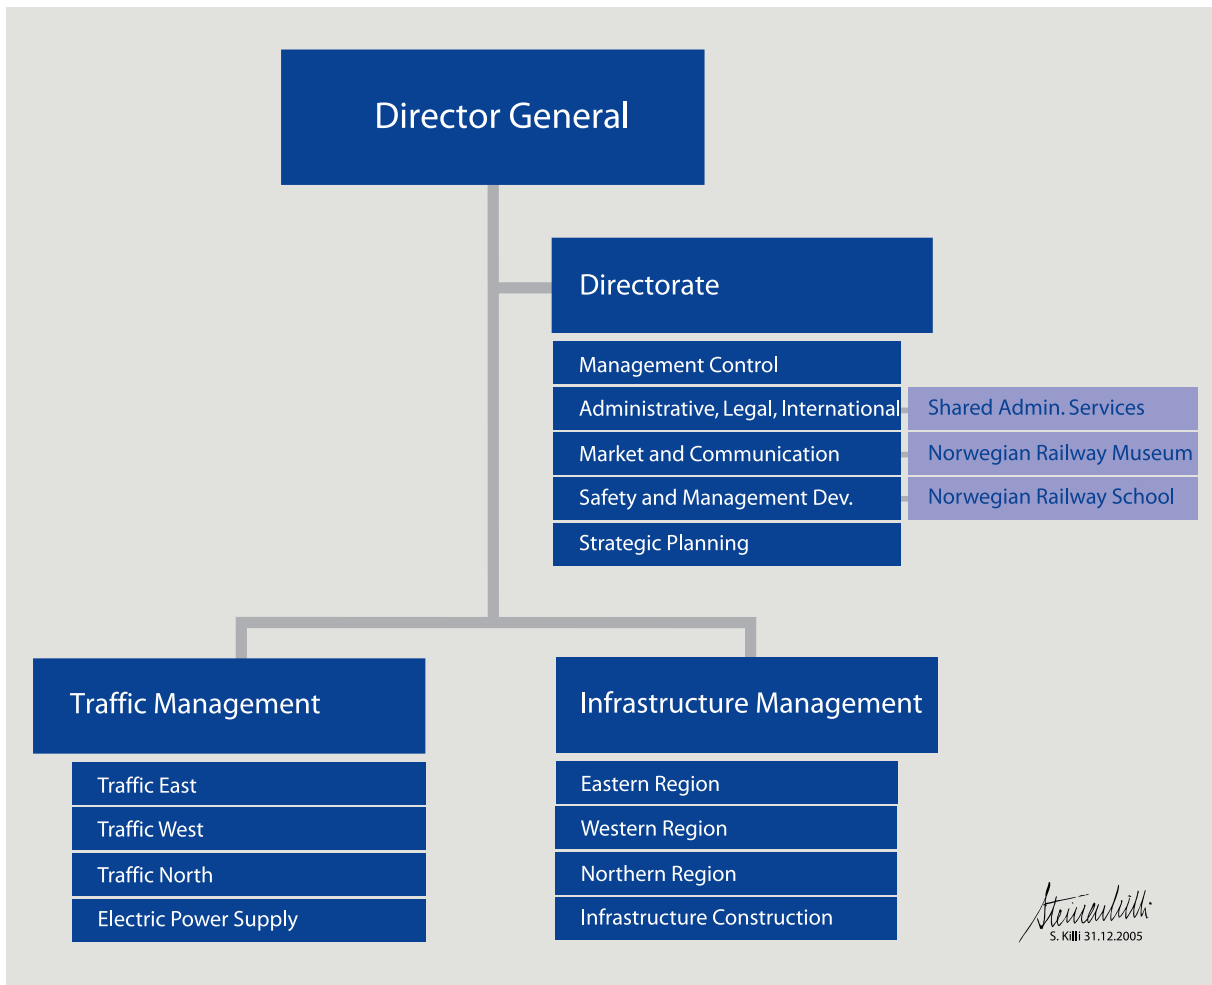 Director General
Directorate
Management Control
Administrative, Legal, International
Shared Admin. Services
Market and Communication
Norwegian Railway Museum
Safety and Management Dev.
Norwegian Railway School
Strategic Planning
Traffic Management
Infrastructure Management
Traffic East
Eastern Region
Traffic West
Western Region
Traffic North
Northern Region
Electric Power Supply
Infrastructure Construction
S. Killi 31.12.2005